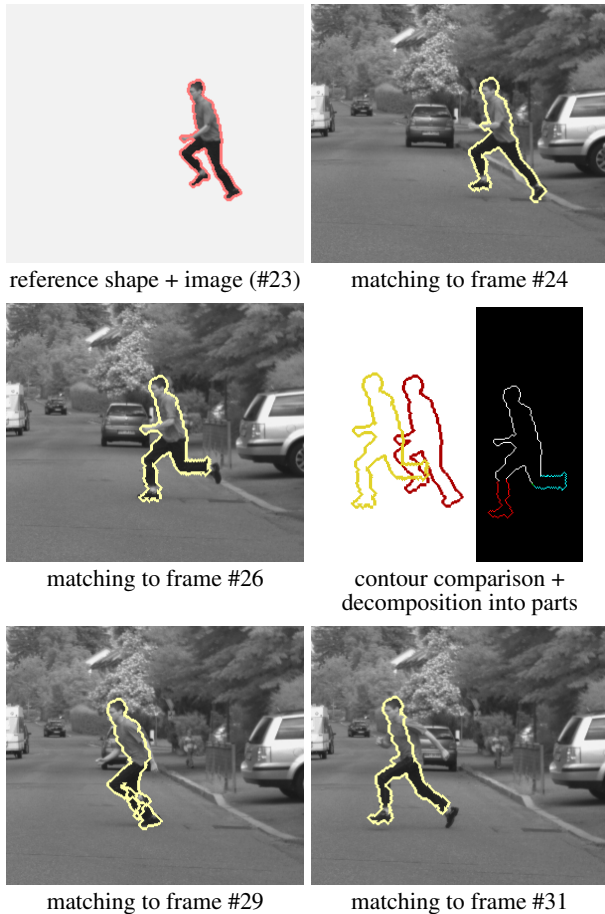 reference shape + image (#23)
matching to frame #24
matching to frame #26
contour comparison +
decomposition into parts
matching to frame #29
matching to frame #31